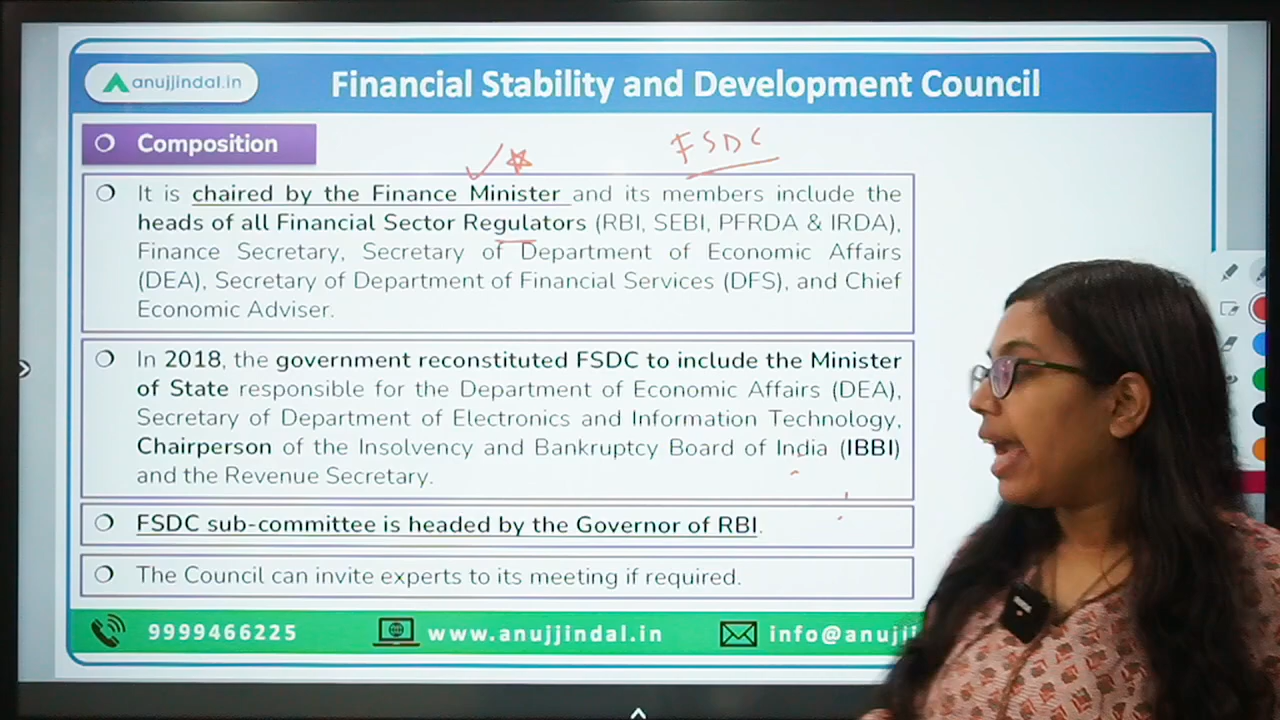 anujjindal.in
Financial Stability and Development Council
Composition
FSDC
It is chaired by the Finance Minister and its members include the
heads of all Financial Sector Regulators (RBI, SEBI, PFRDA & IRDA),
Finance Secretary, Secretary of Department of Economic Affairs
(DEA), Secretary of Department of Financial Services (DFS), and Chief
Economic Adviser.
In 2018, the government reconstituted FSDC to include the Minister
of State responsible for the Department of Economic Affairs (DEA),
Secretary of Department of Electronics and Information Technology,
Chairperson of the Insolvency and Bankruptcy Board of India (IBBI)
and the Revenue Secretary.
FSDC sub-committee is headed by the Governor of RBI.
The Council can invite experts to its meeting if required.
9999466225
www.anujjindal.in